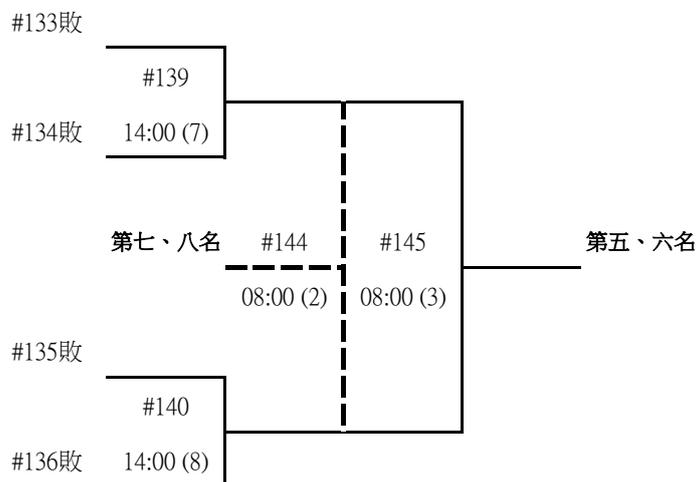 #133敗
#139
#134敗 14:00 (7)
第七、八名 #144 #145 第五、六名
08:00 (2) 08:00 (3)
#135敗
#140
#136敗 14:00 (8)